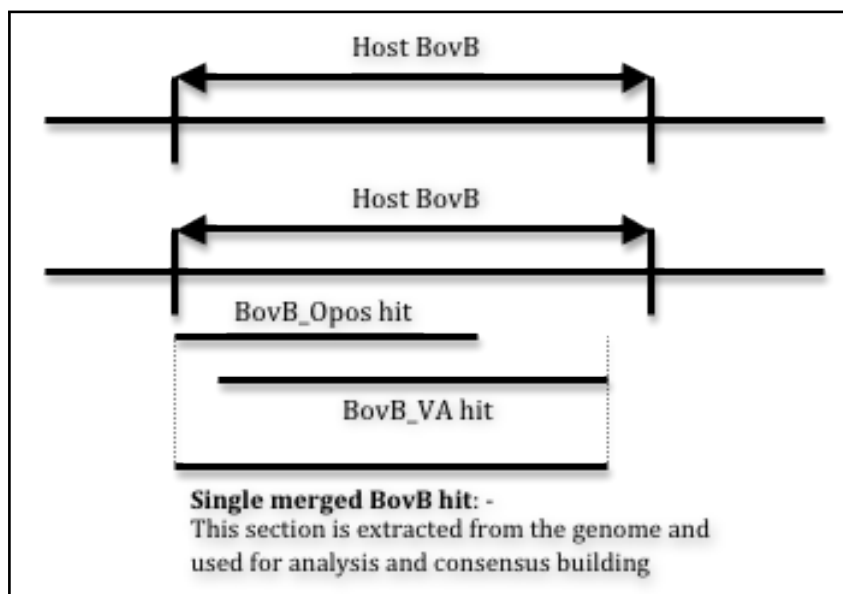 Host BovB
Host BovB
BovB_Opos hit
BovB_VA hit
Single merged BovB hit: -
This section is extracted from the genome and
used for analysis and consensus building